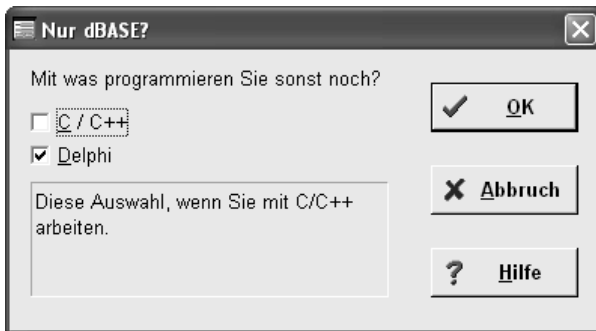 Nur dBASE?
Mit was programmieren Sie sonst noch?
C / C++
Delphi
Diese Auswahl, wenn Sie mit C/C++
arbeiten.
OK
Abbruch
Hilfe